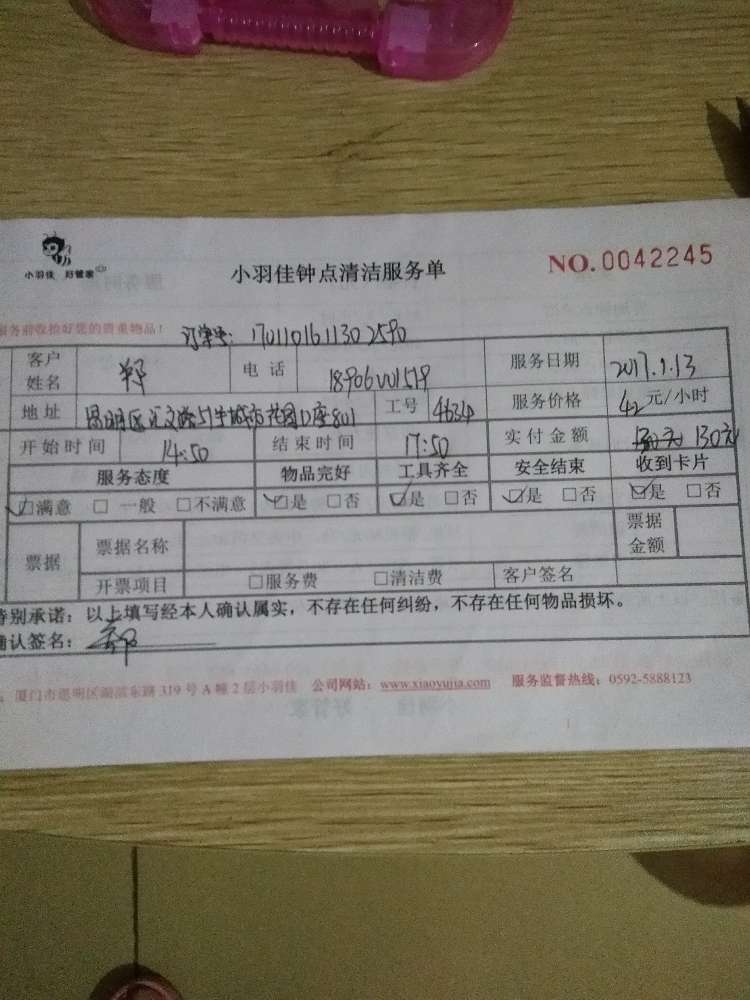 小羽佳 好管家
小羽佳钟点清洁服务单
NO.0042245
服务前收拾好您的贵重物品！
订单号：
客户姓名 郑 电话 服务日期
地址 工号 4634 服务价格 42元/小时
开始时间 14:50 结束时间 17:50 实付金额 130元
服务态度 物品完好 工具齐全 安全结束 收到卡片
☑满意 □一般 □不满意 ☑是 □否 ☑是 □否 ☑是 □否 ☑是 □否
票据 票据名称 票据金额
开票项目 □服务费 □清洁费 客户签名
特别承诺：以上填写经本人确认属实，不存在任何纠纷，不存在任何物品损坏。
确认签名：
厦门市思明区湖滨东路319号A幢2层小羽佳 公司网站：www.xiaoyujia.com 服务监督热线：0592-5888123